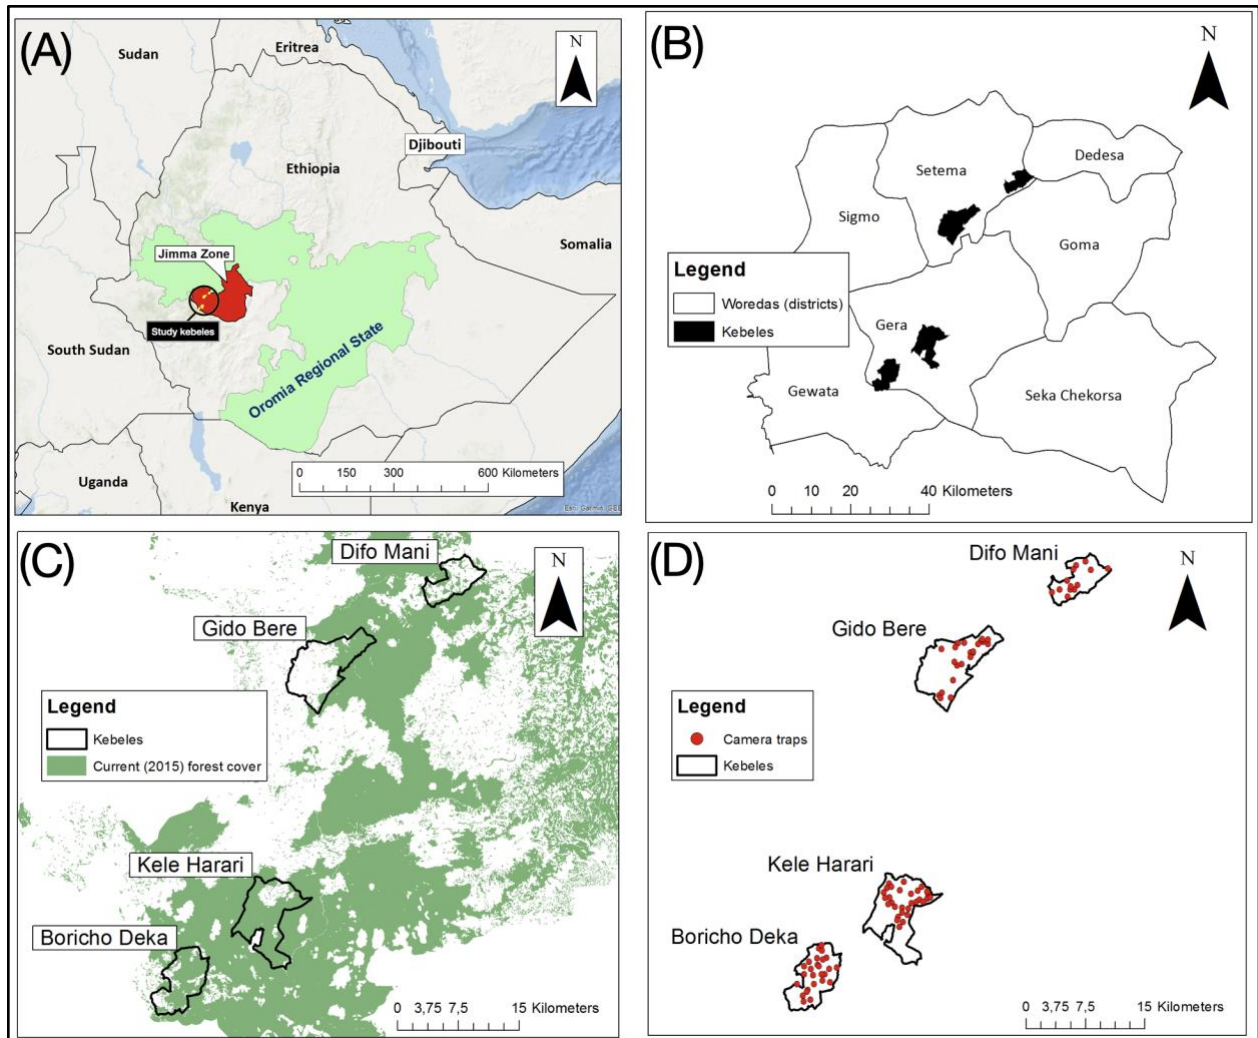 (A)
Sudan
Eritrea
N
Djibouti
Ethiopia
Somalia
Jimma Zone
Study kebeles
South Sudan
Oromia Regional State
Uganda
Kenya
0 150 300 600 Kilometers
(B)
N
Dedesa
Setema
Sigmo
Goma
Legend
Woredas (districts)
Kebeles
Gera
Gewata
Seka Chekorsa
0 10 20 40 Kilometers
(C)
Difo Mani
N
Gido Bere
Legend
Kebeles
Current (2015) forest cover
Kele Harari
Boricho Deka
0 3,75 7,5 15 Kilometers
(D)
Difo Mani
N
Gido Bere
Legend
Camera traps
Kebeles
Kele Harari
Boricho Deka
0 3,75 7,5 15 Kilometers